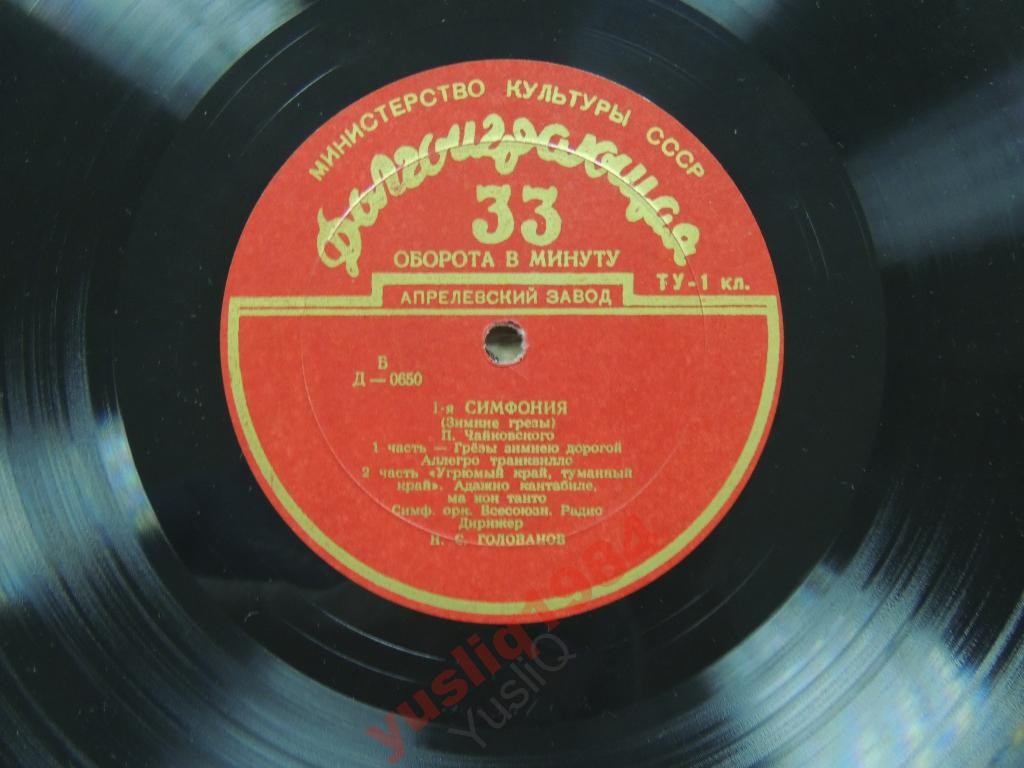 МИНИСТЕРСТВО КУЛЬТУРЫ СССР
Долгоиграющая
33
ОБОРОТА В МИНУТУ
ТУ-1 кл.
АПРЕЛЕВСКИЙ ЗАВОД
Б
Д — 0650
1-я СИМФОНИЯ
(Зимние грезы)
П. Чайковского
1 часть — Грёзы зимнею дорогой
Аллегро транквилло
2 часть «Угрюмый край, туманный
край». Адажио кантабиле,
ма нон танто
Симф. орк. Всесоюзн. Радио
Дирижер
Н. С. ГОЛОВАНОВ
yusliq1984
YusliQ